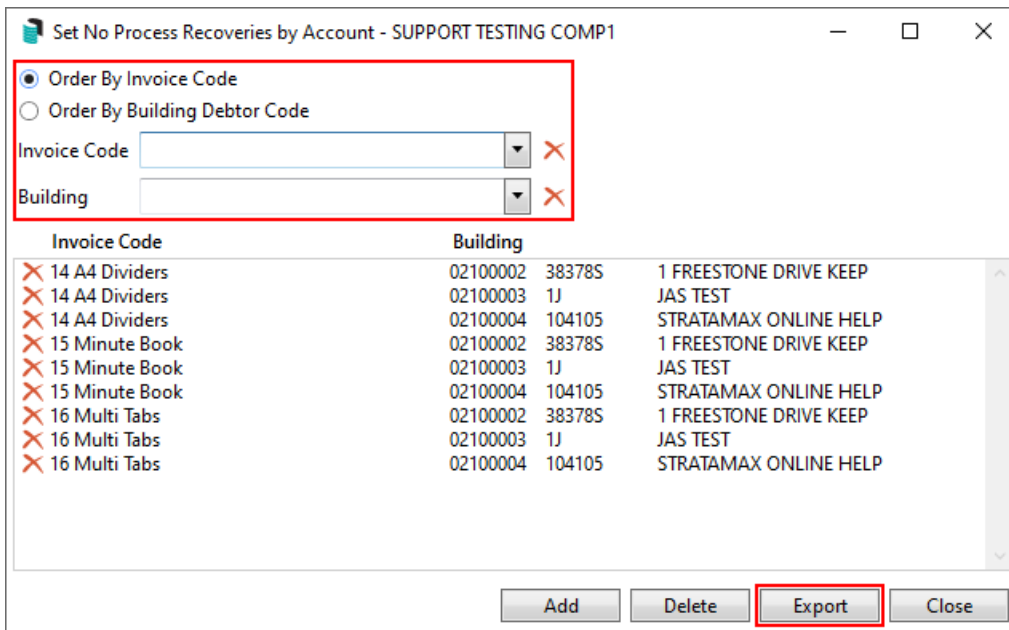 Set No Process Recoveries by Account - SUPPORT TESTING COMP1
Order By Invoice Code
Order By Building Debtor Code
Invoice Code
Building
Invoice Code Building
14 A4 Dividers 02100002 38378S 1 FREESTONE DRIVE KEEP
14 A4 Dividers 02100003 1J JAS TEST
14 A4 Dividers 02100004 104105 STRATAMAX ONLINE HELP
15 Minute Book 02100002 38378S 1 FREESTONE DRIVE KEEP
15 Minute Book 02100003 1J JAS TEST
15 Minute Book 02100004 104105 STRATAMAX ONLINE HELP
16 Multi Tabs 02100002 38378S 1 FREESTONE DRIVE KEEP
16 Multi Tabs 02100003 1J JAS TEST
16 Multi Tabs 02100004 104105 STRATAMAX ONLINE HELP
Add Delete Export Close